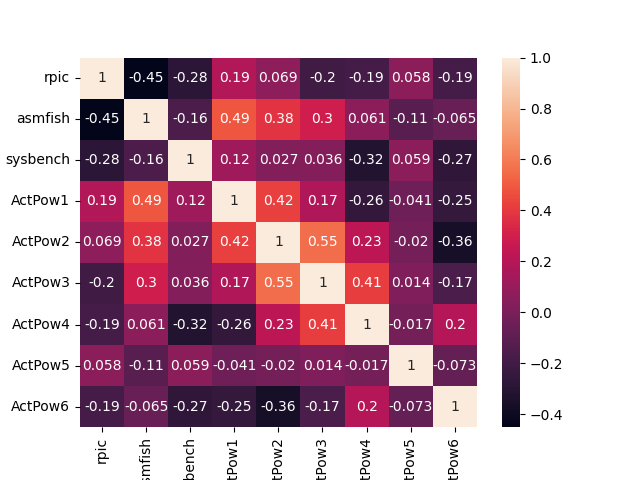 rpic 1 -0.45 -0.28 0.19 0.069 -0.2 -0.19 0.058 -0.19
asmfish -0.45 1 -0.16 0.49 0.38 0.3 0.061 -0.11 -0.065
sysbench -0.28 -0.16 1 0.12 0.027 0.036 -0.32 0.059 -0.27
ActPow1 0.19 0.49 0.12 1 0.42 0.17 -0.26 -0.041 -0.25
ActPow2 0.069 0.38 0.027 0.42 1 0.55 0.23 -0.02 -0.36
ActPow3 -0.2 0.3 0.036 0.17 0.55 1 0.41 0.014 -0.17
ActPow4 -0.19 0.061 -0.32 -0.26 0.23 0.41 1 -0.017 0.2
ActPow5 0.058 -0.11 0.059 -0.041 -0.02 0.014 -0.017 1 -0.073
ActPow6 -0.19 -0.065 -0.27 -0.25 -0.36 -0.17 0.2 -0.073 1
rpic
smfish
bench
tPow1
tPow2
tPow3
tPow4
tPow5
tPow6
1.0
0.8
0.6
0.4
0.2
0.0
−0.2
−0.4